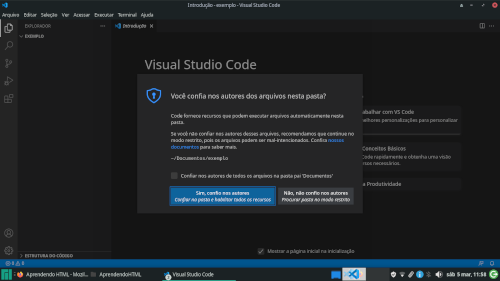 Introdução - exemplo - Visual Studio Code
Arquivo Editar Seleção Ver Acessar Executar Terminal Ajuda
EXPLORADOR
Introdução
EXEMPLO
Visual Studio Code
Você confia nos autores dos arquivos nesta pasta?
Code fornece recursos que podem executar arquivos automaticamente nesta
pasta.
Se você não confiar nos autores desses arquivos, recomendamos que continue no
modo restrito, pois os arquivos podem ser mal-intencionados. Confira nossos
documentos para saber mais.
~/Documentos/exemplo
Confiar nos autores de todos os arquivos na pasta pai 'Documentos'
Sim, confio nos autores
Confiar na pasta e habilitar todos os recursos
Não, não confio nos autores
Procurar pasta no modo restrito
abalhar com VS Code
elhores personalizações para personalizar
Conceitos Básicos
Code rapidamente e obtenha uma visão
sos necessários.
a Produtividade
Mostrar a página inicial na inicialização
ESTRUTURA DO CÓDIGO
0 0
Aprendendo HTML - Mozil...
AprendendoHTML
Visual Studio Code
sáb 5 mar, 11:58